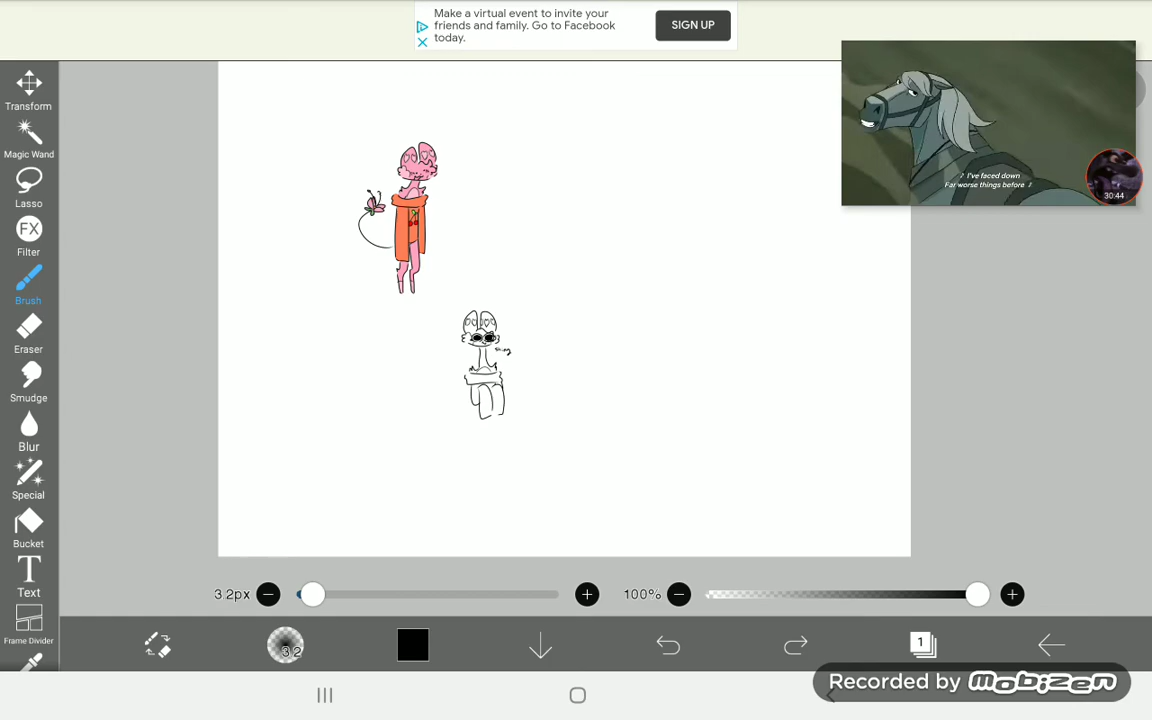 Make a virtual event to invite your
friends and family. Go to Facebook
today.
SIGN UP
Transform
Magic Wand
Lasso
FX
Filter
Brush
Eraser
Smudge
Blur
Special
Bucket
T
Text
Frame Divider
♪ I've faced down
Far worse things before ♪
30:44
3.2px
100%
3.2
1
Recorded by mobizen